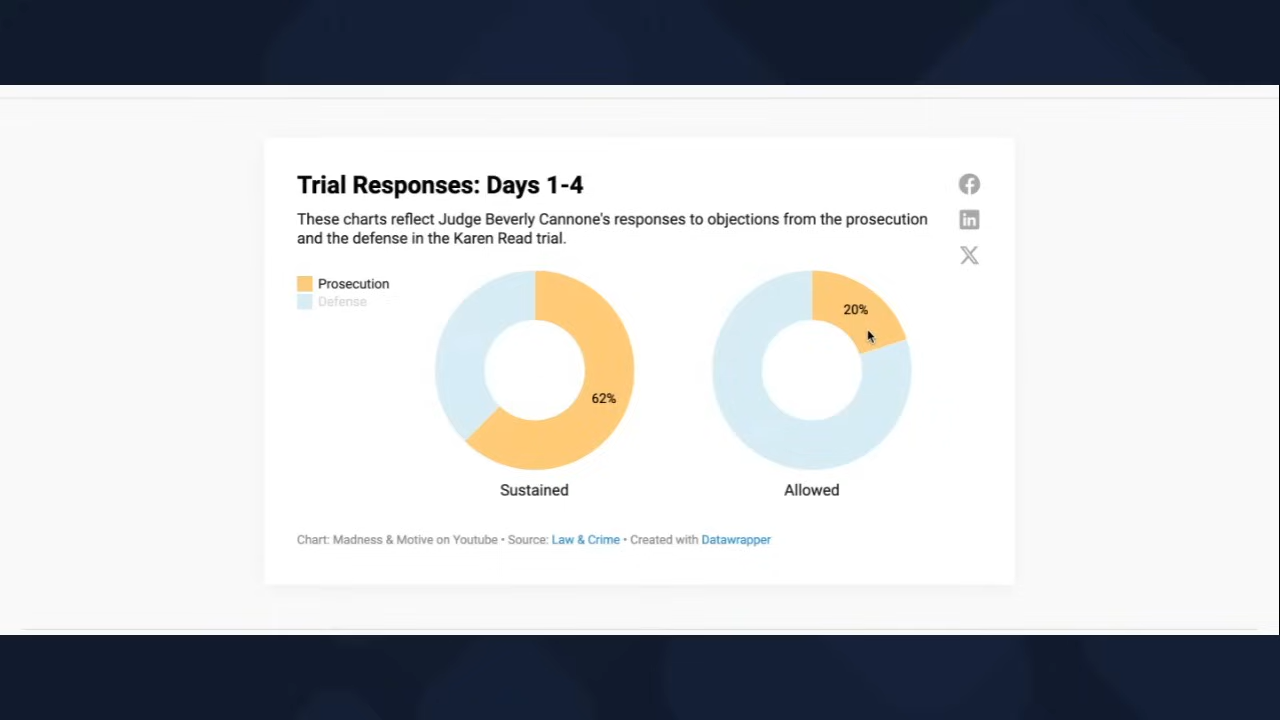 Trial Responses: Days 1-4
These charts reflect Judge Beverly Cannone's responses to objections from the prosecution
and the defense in the Karen Read trial.
Prosecution
Defense
62%
20%
Sustained
Allowed
Chart: Madness & Motive on Youtube • Source: Law & Crime • Created with Datawrapper